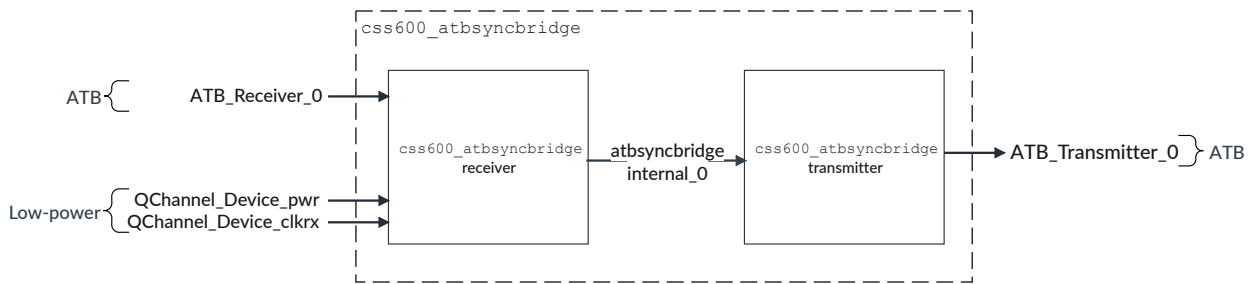 css600_atbsyncbridge
ATB
ATB_Receiver_0
css600_atbsyncbridge
receiver
atbsyncbridge
internal_0
css600_atbsyncbridge
transmitter
ATB_Transmitter_0
ATB
Low-power
QChannel_Device_pwr
QChannel_Device_clkrx